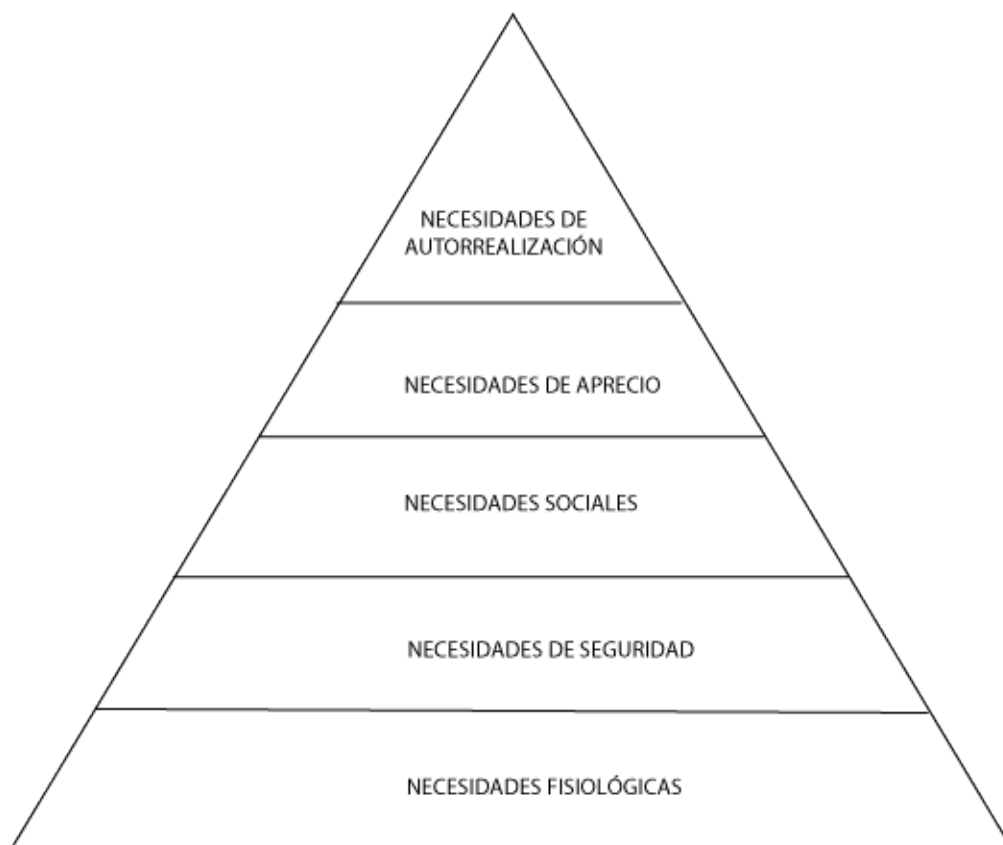 NECESIDADES DE
AUTORREALIZACIÓN
NECESIDADES DE APRECIO
NECESIDADES SOCIALES
NECESIDADES DE SEGURIDAD
NECESIDADES FISIOLÓGICAS